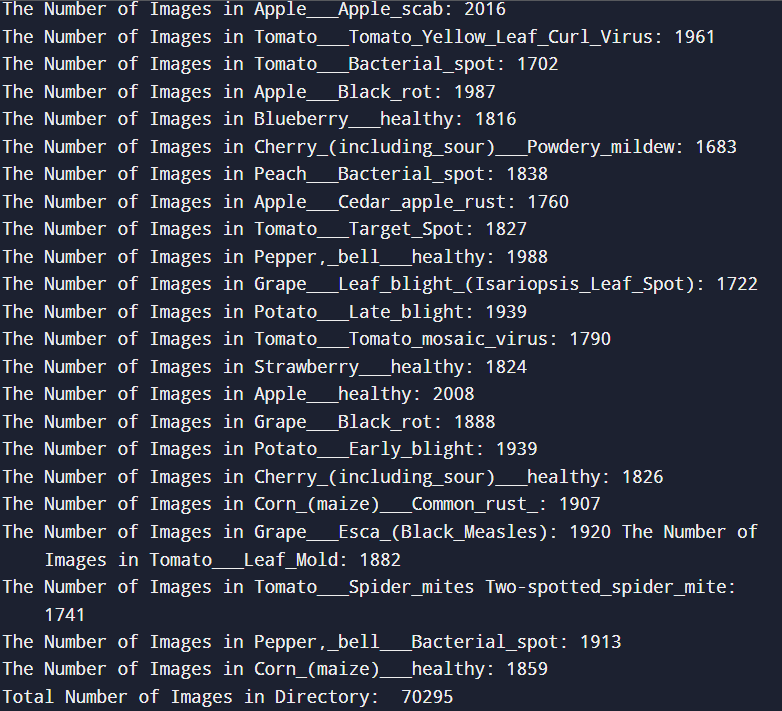 The Number of Images in Apple___Apple_scab: 2016
The Number of Images in Tomato___Tomato_Yellow_Leaf_Curl_Virus: 1961
The Number of Images in Tomato___Bacterial_spot: 1702
The Number of Images in Apple___Black_rot: 1987
The Number of Images in Blueberry___healthy: 1816
The Number of Images in Cherry_(including_sour)___Powdery_mildew: 1683
The Number of Images in Peach___Bacterial_spot: 1838
The Number of Images in Apple___Cedar_apple_rust: 1760
The Number of Images in Tomato___Target_Spot: 1827
The Number of Images in Pepper,_bell___healthy: 1988
The Number of Images in Grape___Leaf_blight_(Isariopsis_Leaf_Spot): 1722
The Number of Images in Potato___Late_blight: 1939
The Number of Images in Tomato___Tomato_mosaic_virus: 1790
The Number of Images in Strawberry___healthy: 1824
The Number of Images in Apple___healthy: 2008
The Number of Images in Grape___Black_rot: 1888
The Number of Images in Potato___Early_blight: 1939
The Number of Images in Cherry_(including_sour)___healthy: 1826
The Number of Images in Corn_(maize)___Common_rust_: 1907
The Number of Images in Grape___Esca_(Black_Measles): 1920 The Number of
Images in Tomato___Leaf_Mold: 1882
The Number of Images in Tomato___Spider_mites Two-spotted_spider_mite:
1741
The Number of Images in Pepper,_bell___Bacterial_spot: 1913
The Number of Images in Corn_(maize)___healthy: 1859
Total Number of Images in Directory:  70295